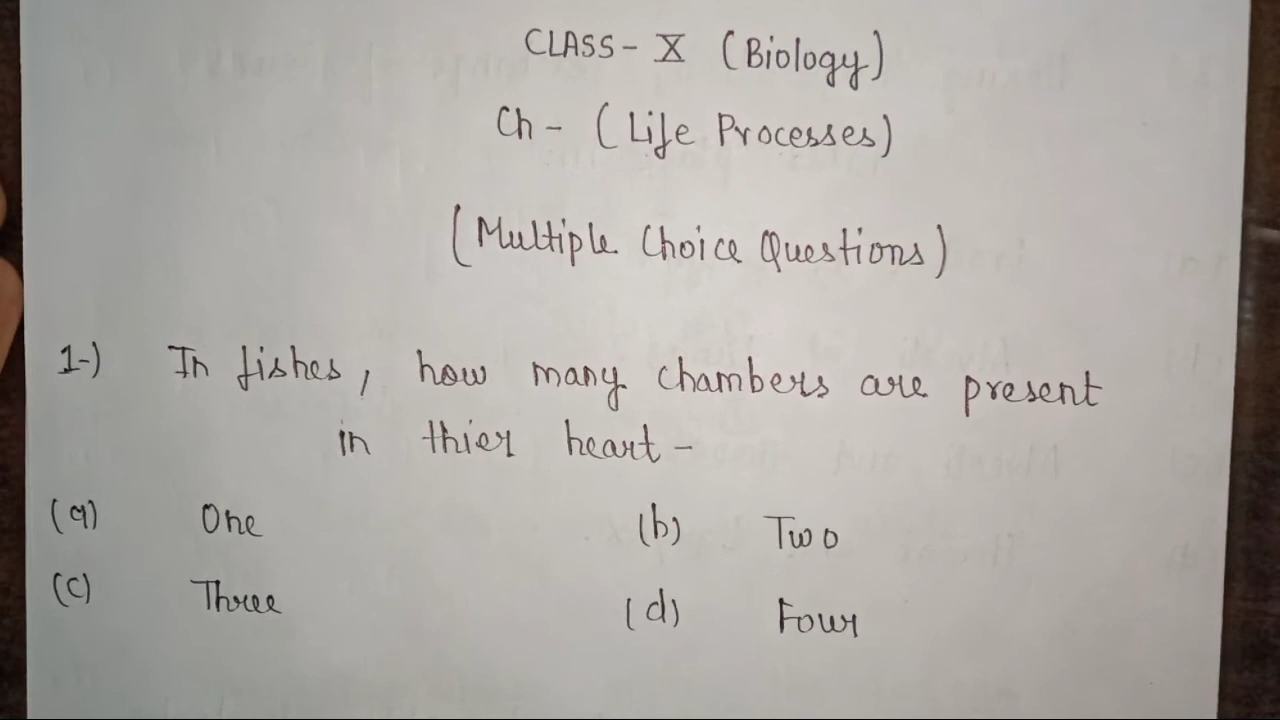 CLASS - X (Biology)
Ch - (Life Processes)
(Multiple Choice Questions)
1-) In fishes, how many chambers are present
in thier heart -
(a) One (b) Two
(c) Three (d) Four